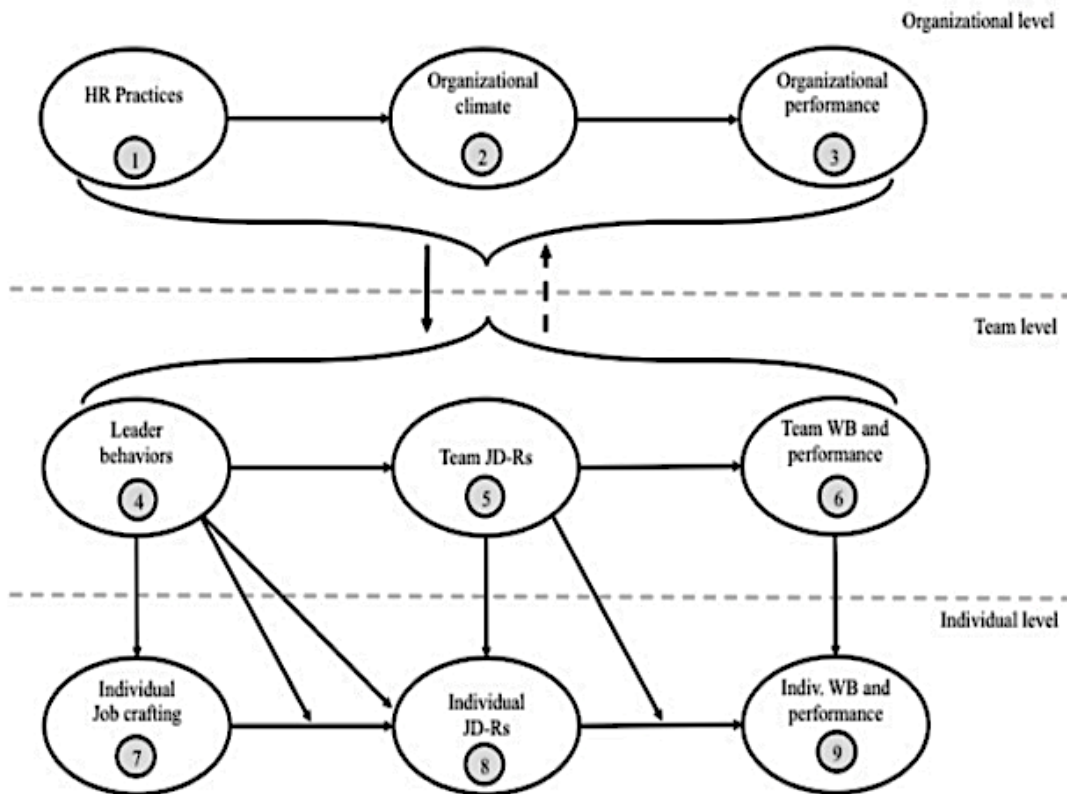 Organizational level
HR Practices
1
Organizational
climate
2
Organizational
performance
3
Team level
Leader
behaviors
4
Team JD-Rs
5
Team WB and
performance
6
Individual level
Individual
Job crafting
7
Individual
JD-Rs
8
Indiv. WB and
performance
9